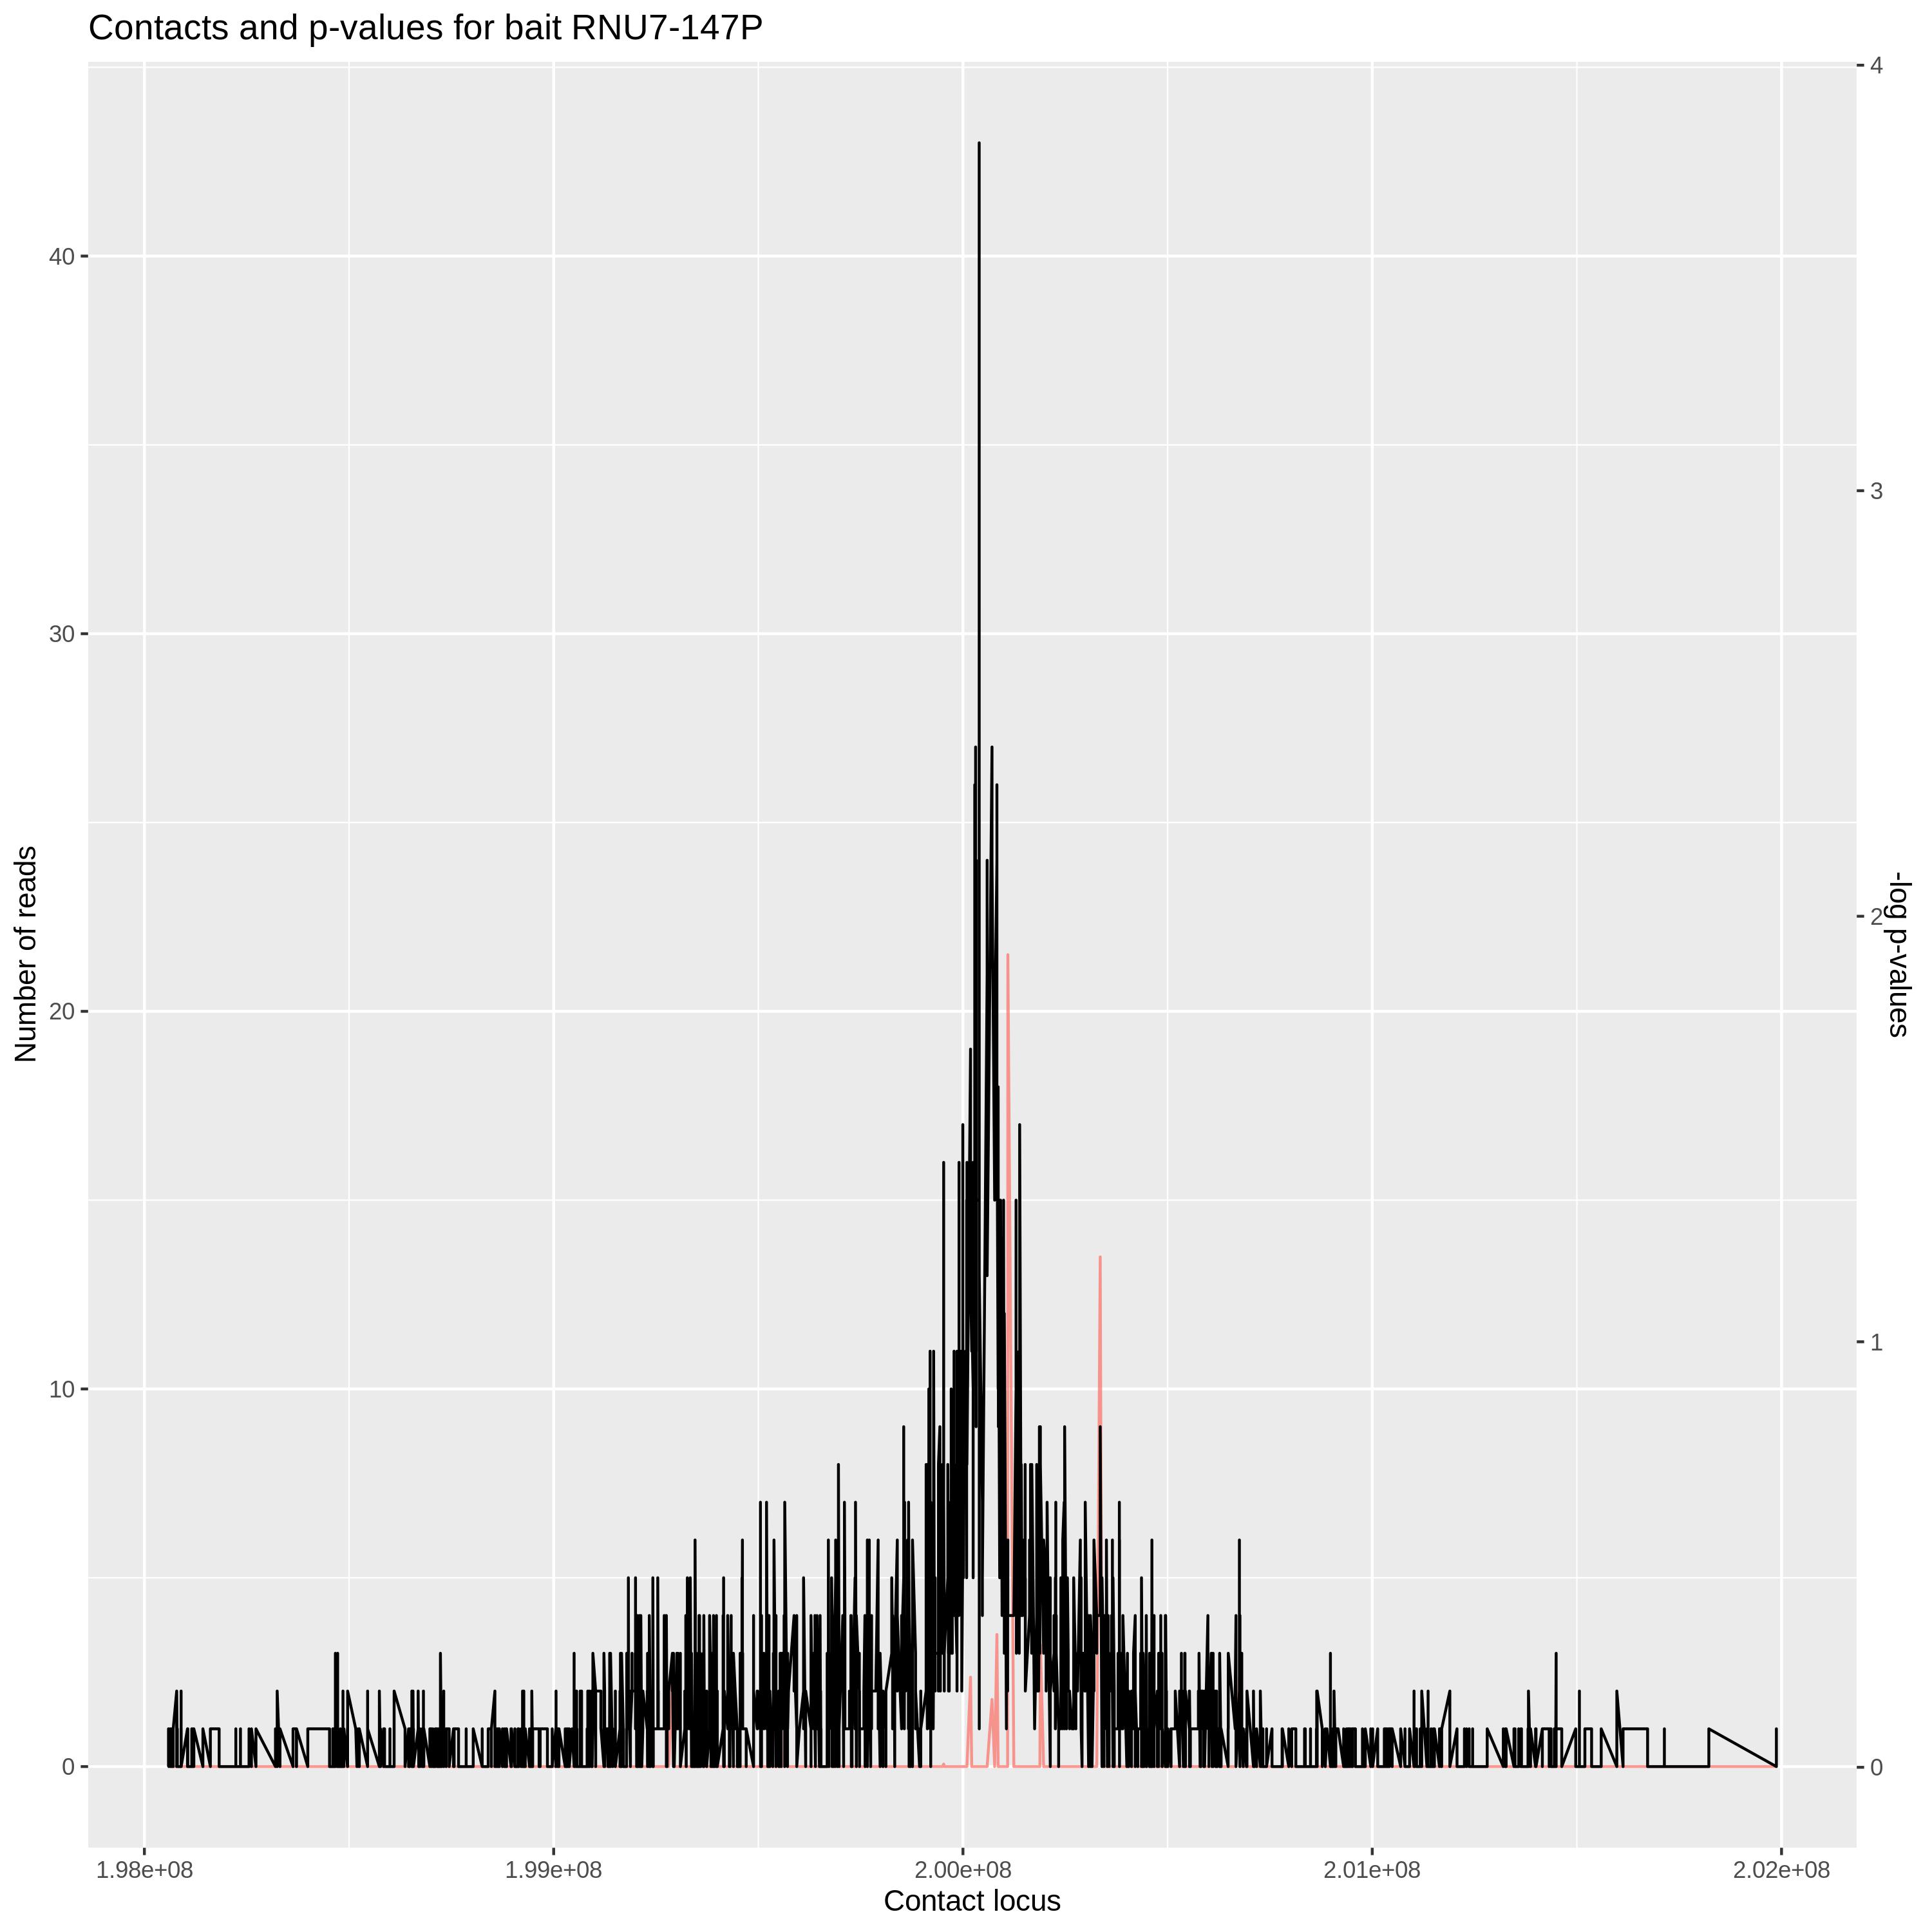 Contacts and p-values for bait RNU7-147P
Number of reads
40
30
20
10
0
4
3
2
1
0
-log p-values
1.98e+08
1.99e+08
2.00e+08
2.01e+08
2.02e+08
Contact locus